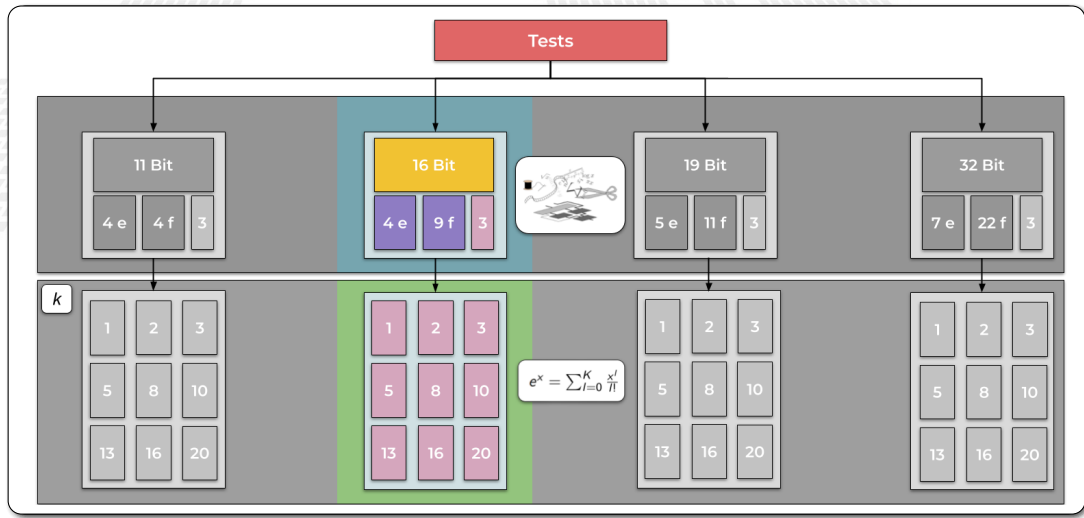 Tests
11 Bit
16 Bit
19 Bit
32 Bit
4 e 4 f 3
4 e 9 f 3
5 e 11 f 3
7 e 22 f 3
k
1 2 3
5 8 10
13 16 20
1 2 3
5 8 10
13 16 20
e^x = ∑_{l=0}^{K} x^l / l!
1 2 3
5 8 10
13 16 20
1 2 3
5 8 10
13 16 20